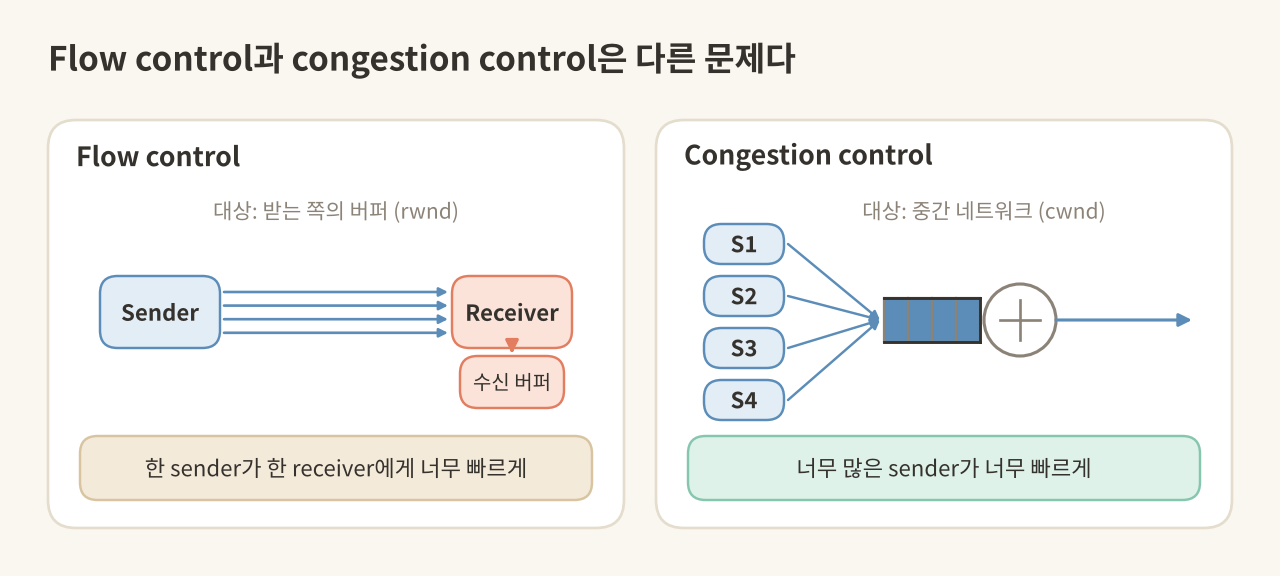 Flow control과 congestion control은 다른 문제다
Flow control
대상: 받는 쪽의 버퍼 (rwnd)
Sender
Receiver
수신 버퍼
한 sender가 한 receiver에게 너무 빠르게
Congestion control
대상: 중간 네트워크 (cwnd)
S1
S2
S3
S4
너무 많은 sender가 너무 빠르게